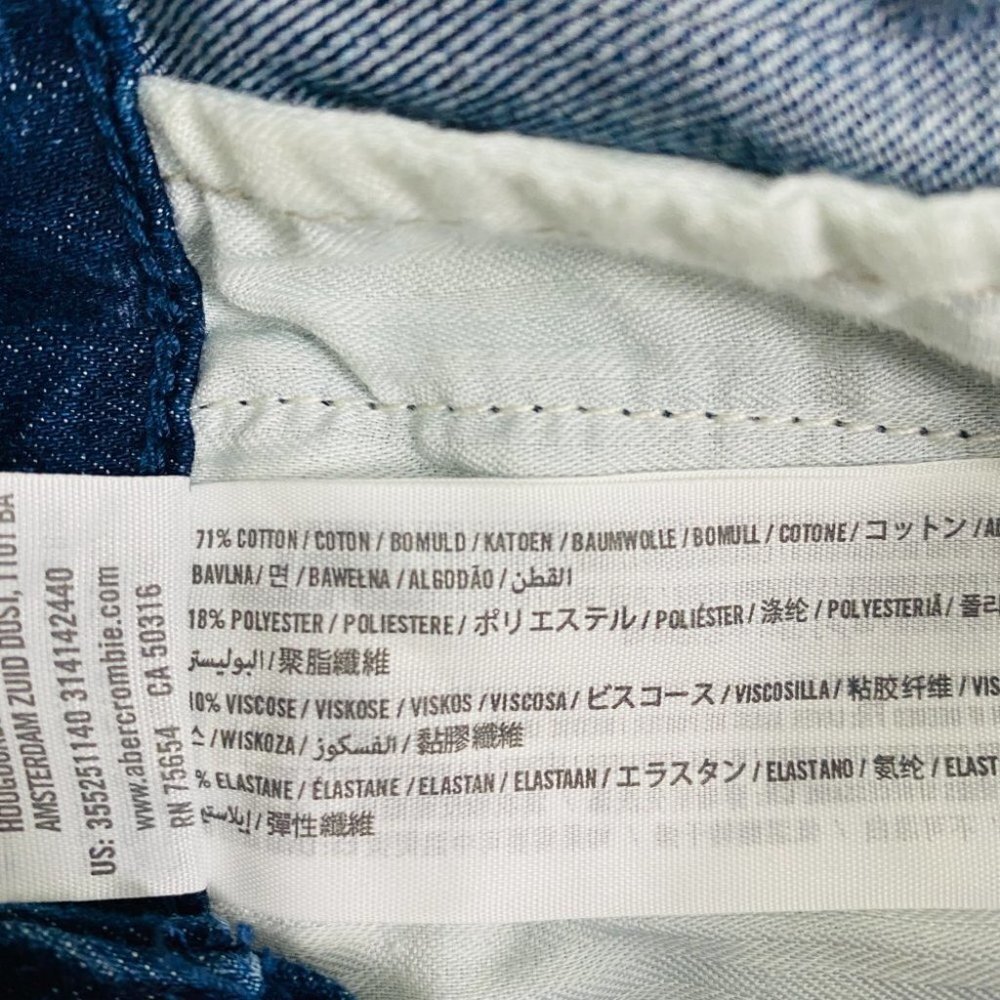 AMSTERDAM ZUID DOST, 1101 BA
US: 355251140 314142440
www.abercrombie.com
RN 75654 CA 50316
71% COTTON / COTON / BOMULD / KATOEN / BAUMWOLLE / BOMULL / COTONE / コットン /
BAVLNA / 면 / BAWEŁNA / ALGODÃO / القطن
18% POLYESTER / POLIESTERE / ポリエステル / POLIÉSTER / 涤纶 / POLYESTERIÄ /
البوليستر / 聚脂纖維
10% VISCOSE / VISKOSE / VISKOS / VISCOSA / ビスコース / VISCOSILLA / 粘胶纤维 /
스 / WISKOZA / الفسكوز / 黏膠纖維
% ELASTANE / ÉLASTANE / ELASTAN / ELASTAAN / エラスタン / ELASTANO / 氨纶 / ELAST
/ 彈性纖維